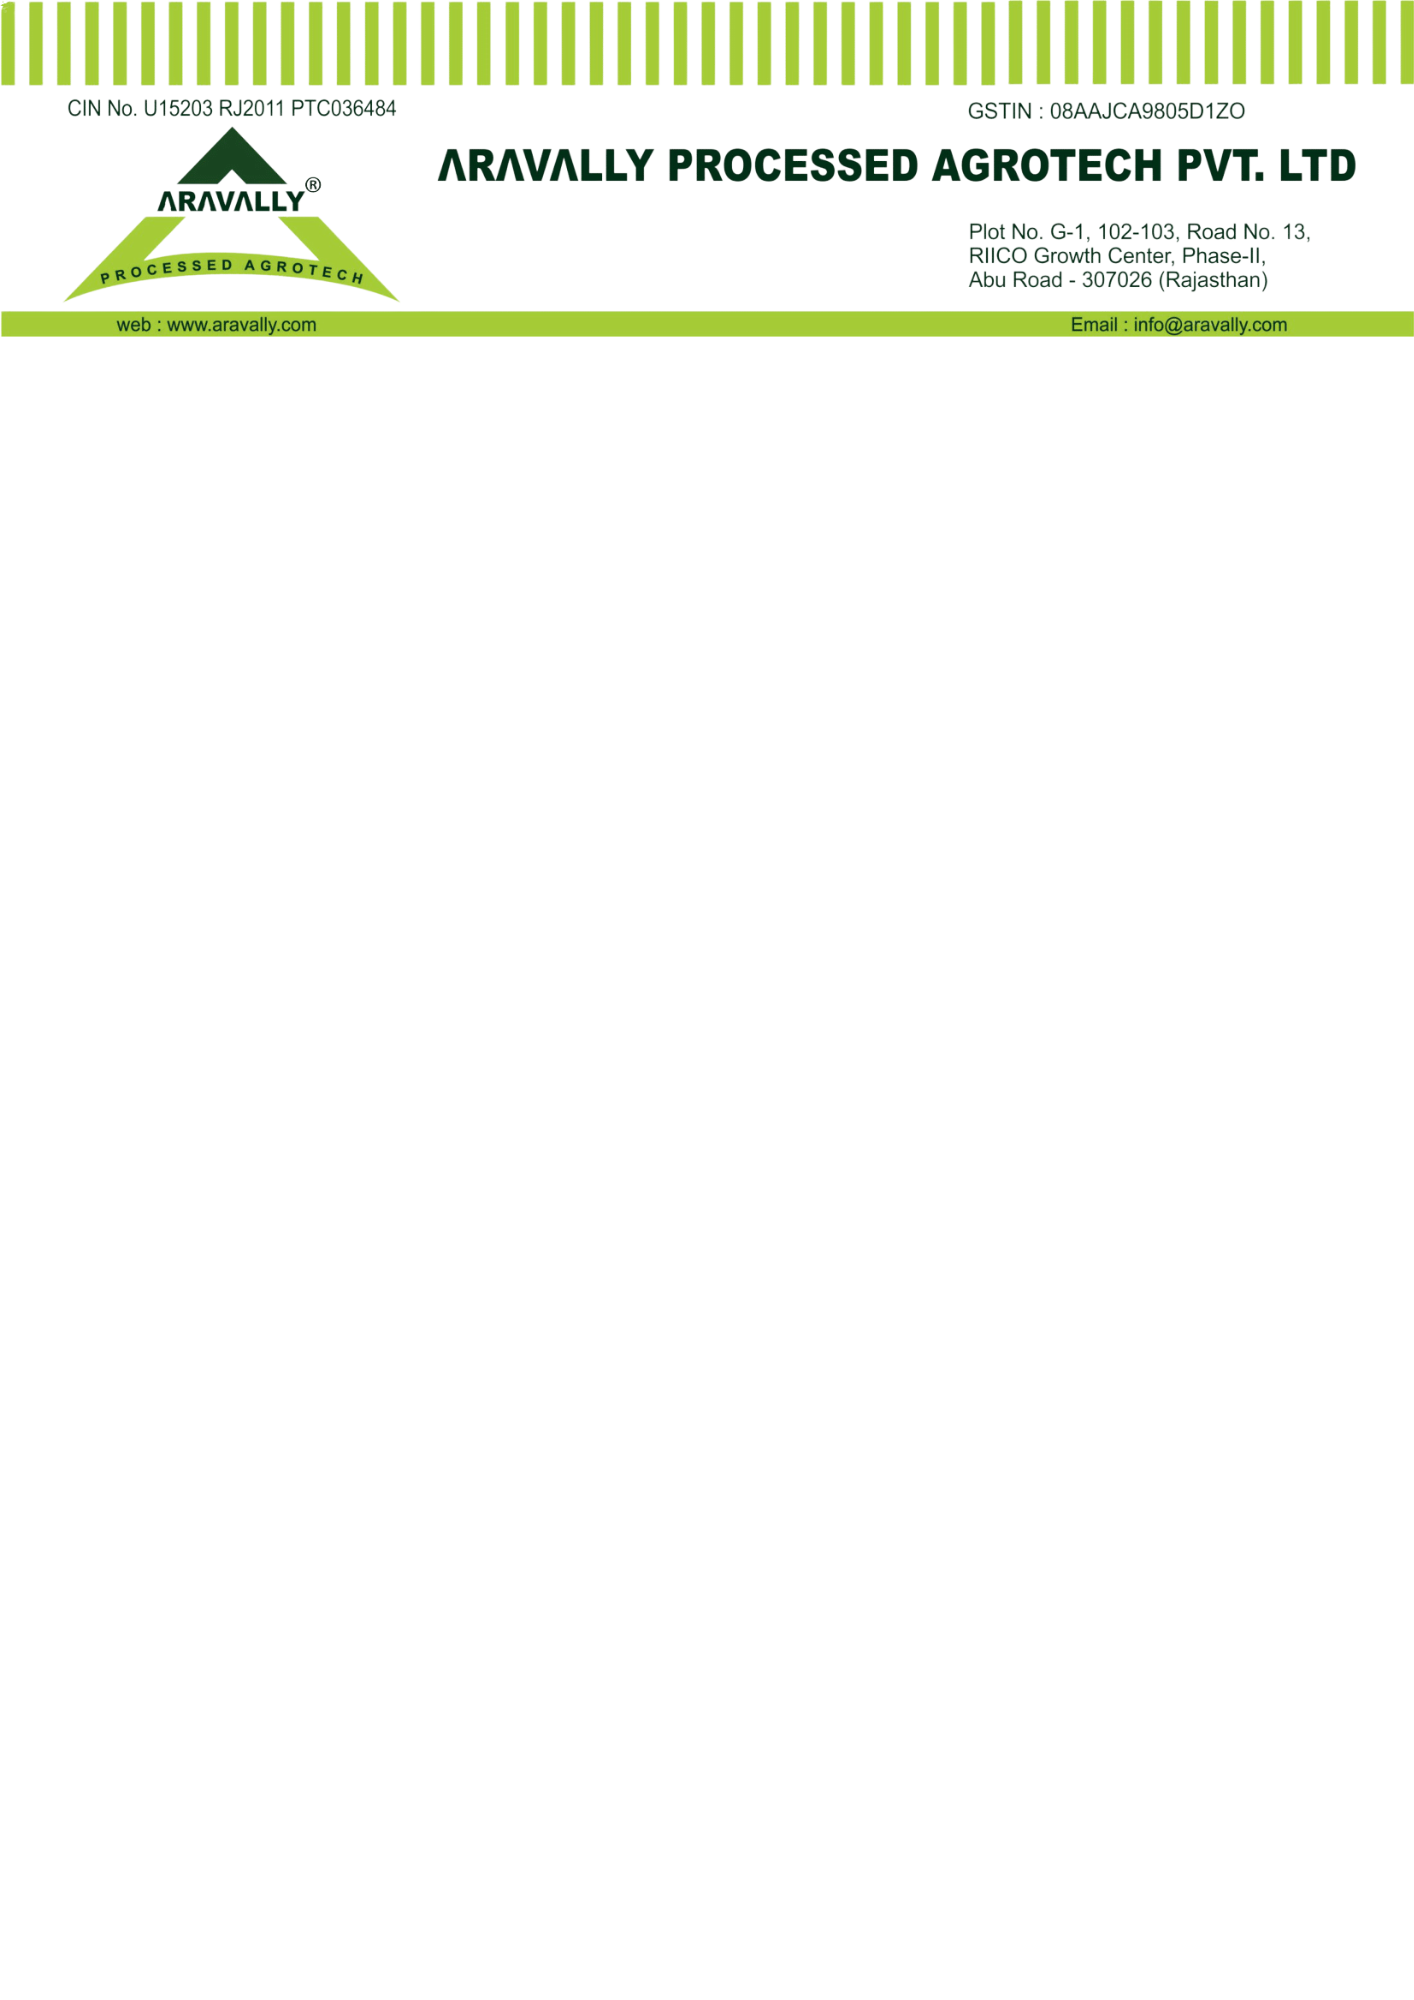 CIN No. U15203 RJ2011 PTC036484
GSTIN : 08AAJCA9805D1ZO
ARAVALLY PROCESSED AGROTECH PVT. LTD
ARAVALLY®
PROCESSED AGROTECH
Plot No. G-1, 102-103, Road No. 13,
RIICO Growth Center, Phase-II,
Abu Road - 307026 (Rajasthan)
web : www.aravally.com
Email : info@aravally.com